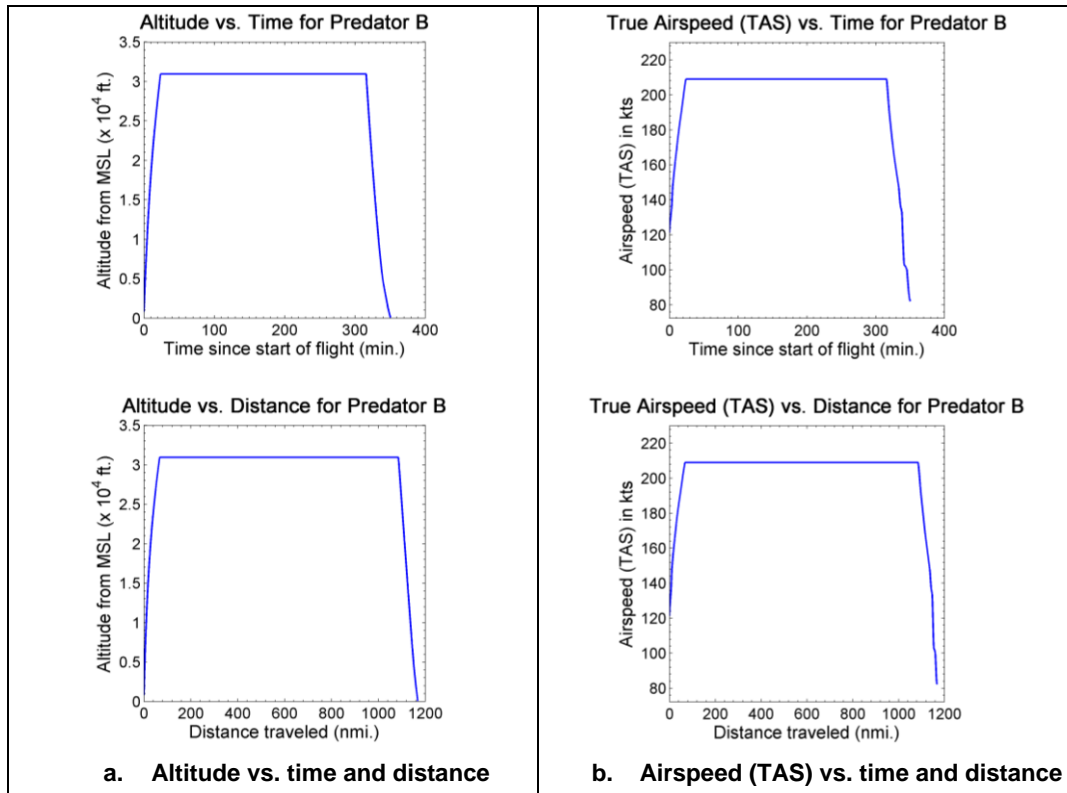 Altitude vs. Time for Predator B
3.5
3
2.5
2
1.5
1
0.5
0
Altitude from MSL (x 10^4 ft.)
0 100 200 300 400
Time since start of flight (min.)
Altitude vs. Distance for Predator B
3.5
3
2.5
2
1.5
1
0.5
0
Altitude from MSL (x 10^4 ft.)
0 200 400 600 800 1000 1200
Distance traveled (nmi.)
a. Altitude vs. time and distance
True Airspeed (TAS) vs. Time for Predator B
220
200
180
160
140
120
100
80
Airspeed (TAS) in kts
0 100 200 300 400
Time since start of flight (min.)
True Airspeed (TAS) vs. Distance for Predator B
220
200
180
160
140
120
100
80
Airspeed (TAS) in kts
0 200 400 600 800 1000 1200
Distance traveled (nmi.)
b. Airspeed (TAS) vs. time and distance